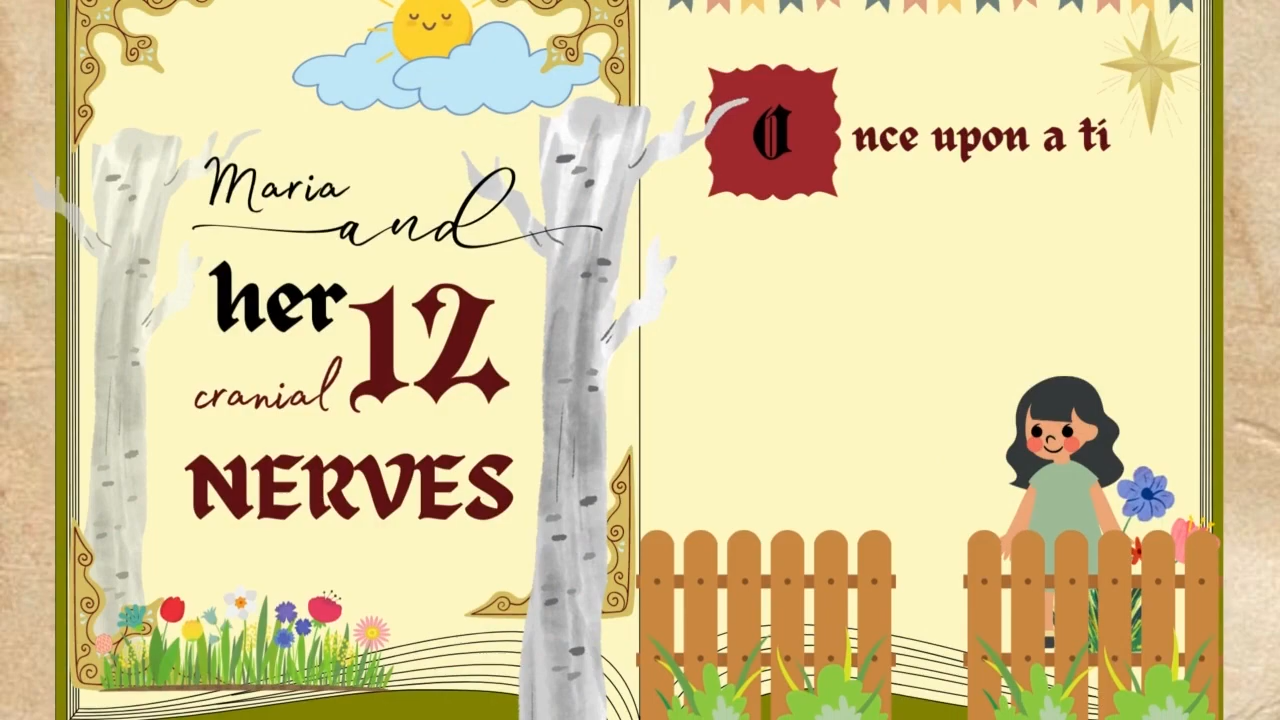 Maria
and
her 12
cranial
NERVES
Once upon a ti